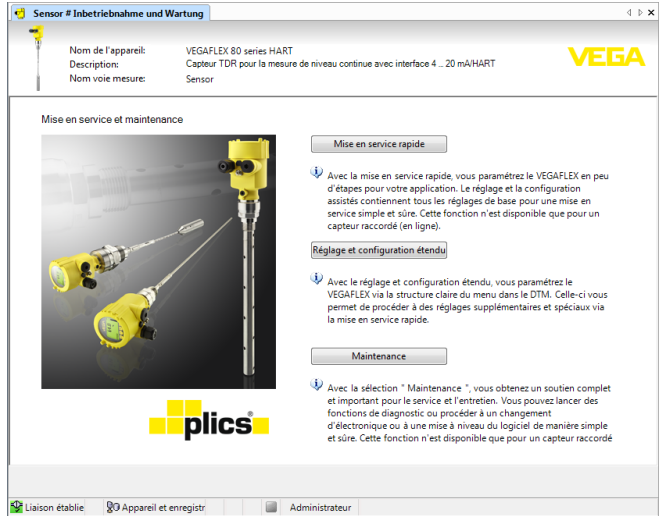 Sensor # Inbetriebnahme und Wartung
Nom de l'appareil: VEGAFLEX 80 series HART
Description: Capteur TDR pour la mesure de niveau continue avec interface 4 .. 20 mA/HART
Nom voie mesure: Sensor
VEGA
Mise en service et maintenance
Mise en service rapide
Avec la mise en service rapide, vous paramétrez le VEGAFLEX en peu
d'étapes pour votre application. Le réglage et la configuration
assistés contiennent tous les réglages de base pour une mise en
service simple et sûre. Cette fonction n'est disponible que pour un
capteur raccordé (en ligne).
Réglage et configuration étendu
Avec le réglage et configuration étendu, vous paramétrez le
VEGAFLEX via la structure claire du menu dans le DTM. Celle-ci vous
permet de procéder à des réglages supplémentaires et spéciaux via
la mise en service rapide.
Maintenance
Avec la sélection " Maintenance ", vous obtenez un soutien complet
et important pour le service et l'entretien. Vous pouvez lancer des
fonctions de diagnostic ou procéder à un changement
d'électronique ou à une mise à niveau du logiciel de manière simple
et sûre. Cette fonction n'est disponible que pour un capteur raccordé
plics
Liaison établie Appareil et enregistr Administrateur